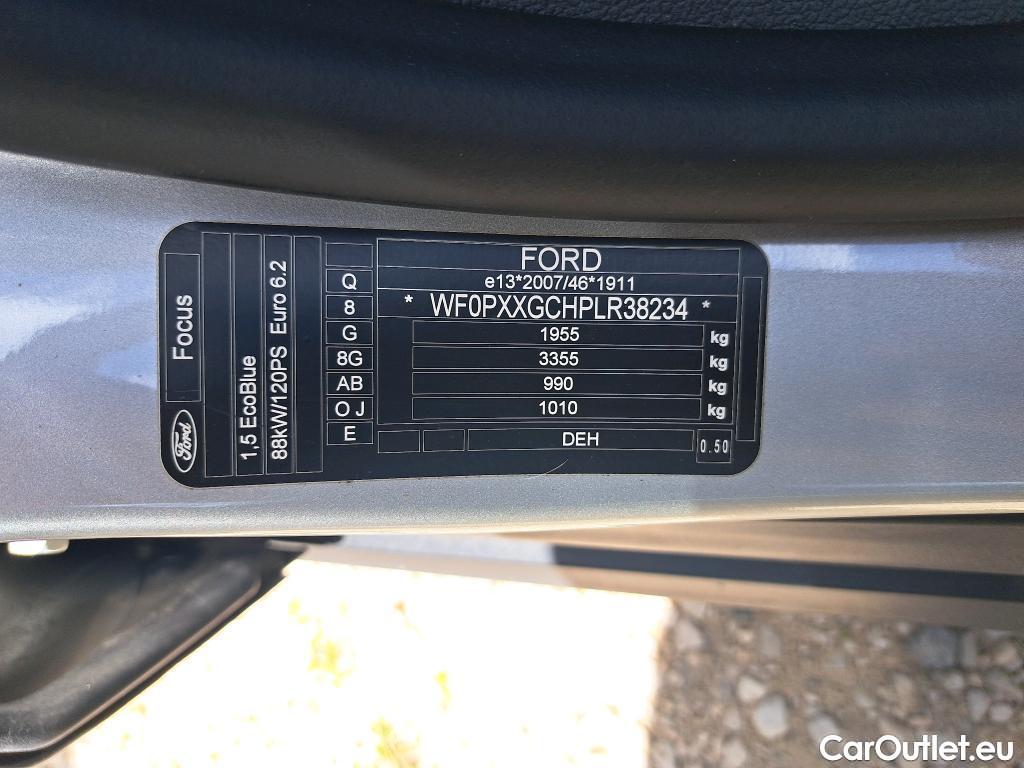 FORD
e13*2007/46*1911
* WF0PXXGCHPLR38234 *
1955 kg
3355 kg
990 kg
1010 kg
DEH 0.50
Q
8
G
8G
AB
O J
E
Focus
1,5 EcoBlue
88kW/120PS Euro 6.2
Ford
CarOutlet.eu